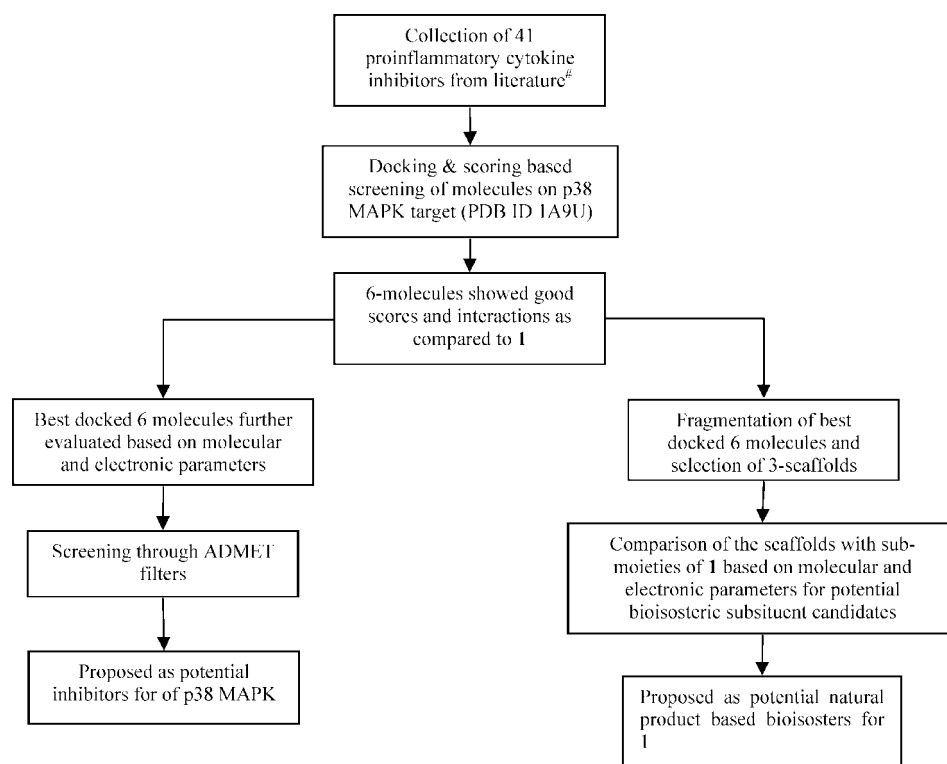 Collection of 41
proinflammatory cytokine
inhibitors from literature#
Docking & scoring based
screening of molecules on p38
MAPK target (PDB ID 1A9U)
6-molecules showed good
scores and interactions as
compared to 1
Best docked 6 molecules further
evaluated based on molecular
and electronic parameters
Screening through ADMET
filters
Proposed as potential
inhibitors for of p38 MAPK
Fragmentation of best
docked 6 molecules and
selection of 3-scaffolds
Comparison of the scaffolds with sub-
moieties of 1 based on molecular and
electronic parameters for potential
bioisosteric subsituent candidates
Proposed as potential natural
product based bioisosters for
1